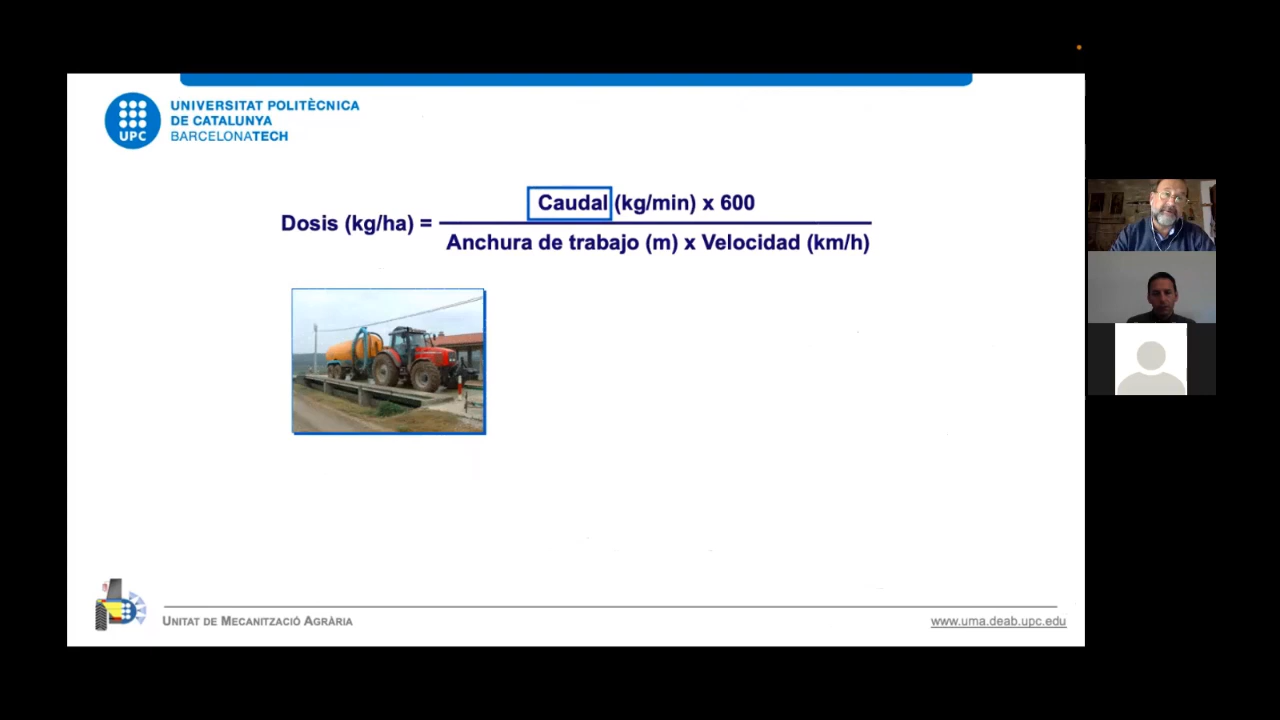 UPC
UNIVERSITAT POLITÈCNICA
DE CATALUNYA
BARCELONATECH
Dosis (kg/ha) =
Caudal (kg/min) x 600
Anchura de trabajo (m) x Velocidad (km/h)
UNITAT DE MECANITZACIÓ AGRÀRIA
www.uma.deab.upc.edu